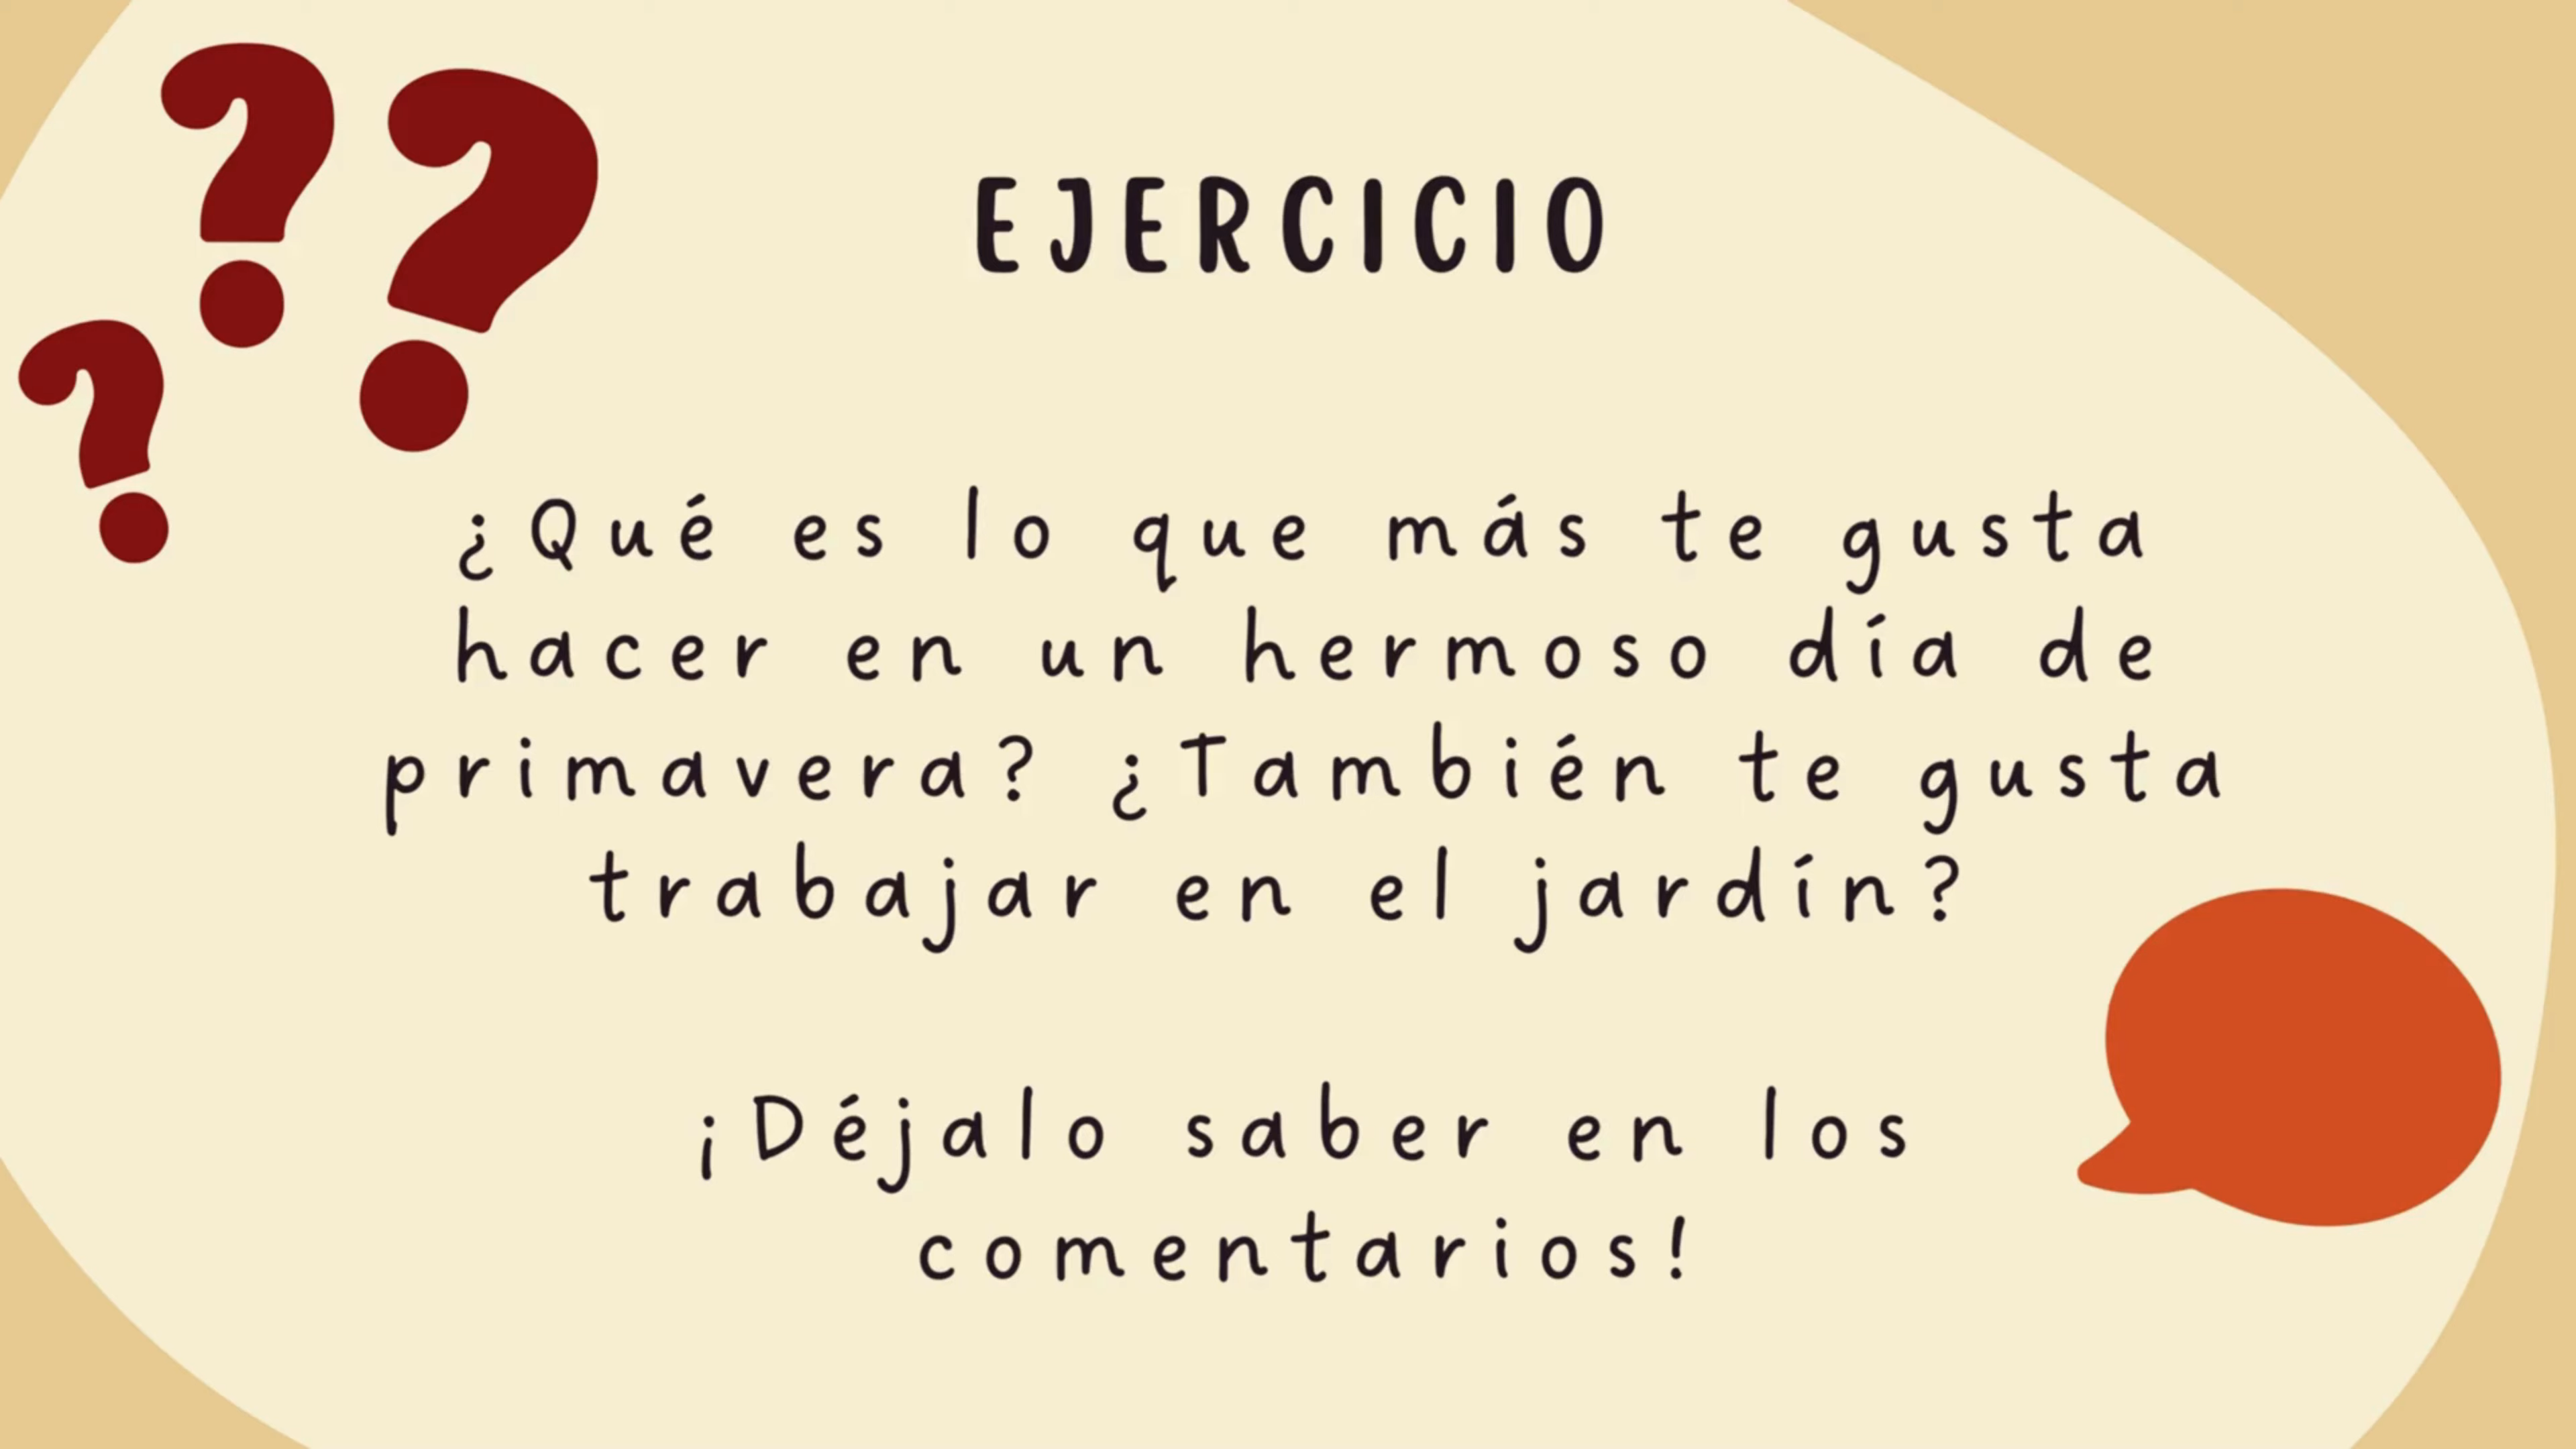 EJERCICIO
¿Qué es lo que más te gusta
hacer en un hermoso día de
primavera? ¿También te gusta
trabajar en el jardín?
¡Déjalo saber en los
comentarios!